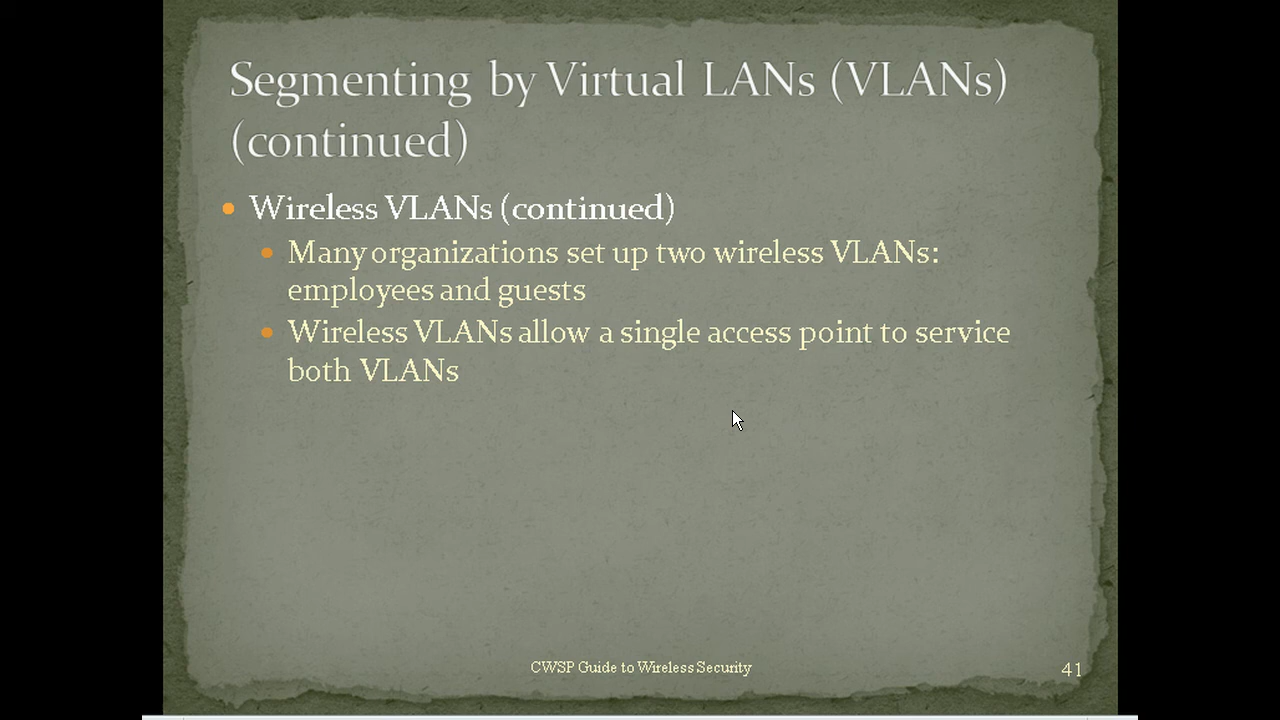 Segmenting by Virtual LANs (VLANs)
(continued)
Wireless VLANs (continued)
Many organizations set up two wireless VLANs:
employees and guests
Wireless VLANs allow a single access point to service
both VLANs
CWSP Guide to Wireless Security
41